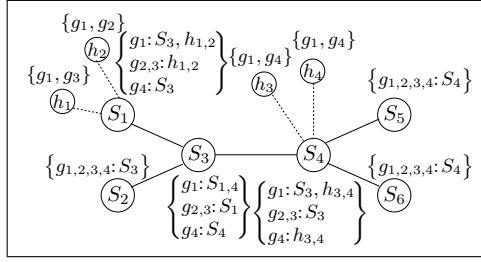 {g₁, g₂}
h₂
{g₁, g₃}
h₁
{ g₁: S₃, h₁,₂
g₂,₃: h₁,₂
g₄: S₃ }
{g₁, g₄}
h₃
{g₁, g₄}
h₄
{g₁,₂,₃,₄: S₄}
S₁
S₅
S₃
S₄
{g₁,₂,₃,₄: S₃}
S₂
{ g₁: S₁,₄
g₂,₃: S₁
g₄: S₄ }
{ g₁: S₃, h₃,₄
g₂,₃: S₃
g₄: h₃,₄ }
{g₁,₂,₃,₄: S₄}
S₆